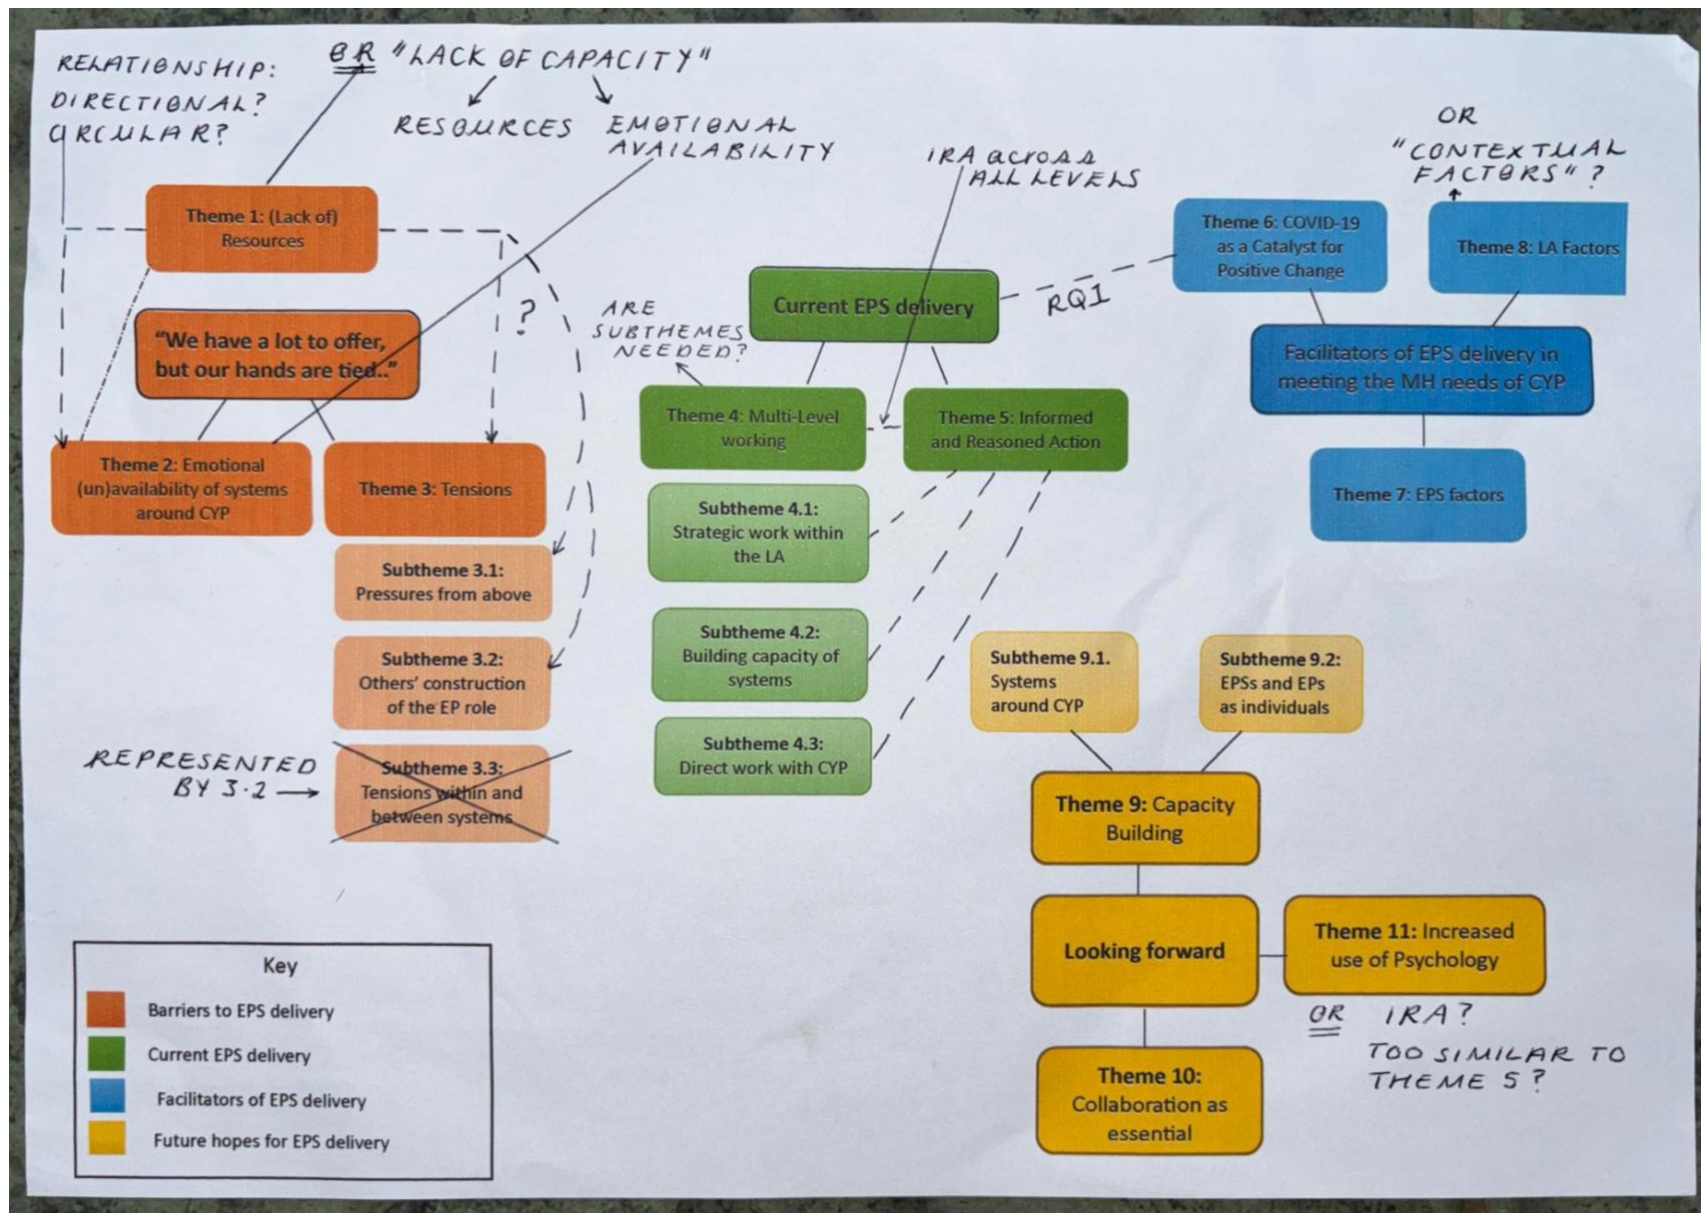 RELATIONSHIP:
DIRECTIONAL?
CIRCULAR?
OR "LACK OF CAPACITY"
RESOURCES
EMOTIONAL
AVAILABILITY
Theme 1: (Lack of)
Resources
"We have a lot to offer,
but our hands are tied.."
Theme 2: Emotional
(un)availability of systems
around CYP
Theme 3: Tensions
?
Subtheme 3.1:
Pressures from above
Subtheme 3.2:
Others' construction
of the EP role
REPRESENTED
BY 3.2
Subtheme 3.3:
Tensions within and
between systems
IRA across
ALL LEVELS
Current EPS delivery
RQ1
ARE
SUBTHEMES
NEEDED?
Theme 4: Multi-Level
working
Theme 5: Informed
and Reasoned Action
Subtheme 4.1:
Strategic work within
the LA
Subtheme 4.2:
Building capacity of
systems
Subtheme 4.3:
Direct work with CYP
OR
"CONTEXTUAL
FACTORS"?
Theme 6: COVID-19
as a Catalyst for
Positive Change
Theme 8: LA Factors
Facilitators of EPS delivery in
meeting the MH needs of CYP
Theme 7: EPS factors
Subtheme 9.1.
Systems
around CYP
Subtheme 9.2:
EPSs and EPs
as individuals
Theme 9: Capacity
Building
Looking forward
Theme 11: Increased
use of Psychology
OR IRA?
TOO SIMILAR TO
THEME 5?
Theme 10:
Collaboration as
essential
Key
Barriers to EPS delivery
Current EPS delivery
Facilitators of EPS delivery
Future hopes for EPS delivery